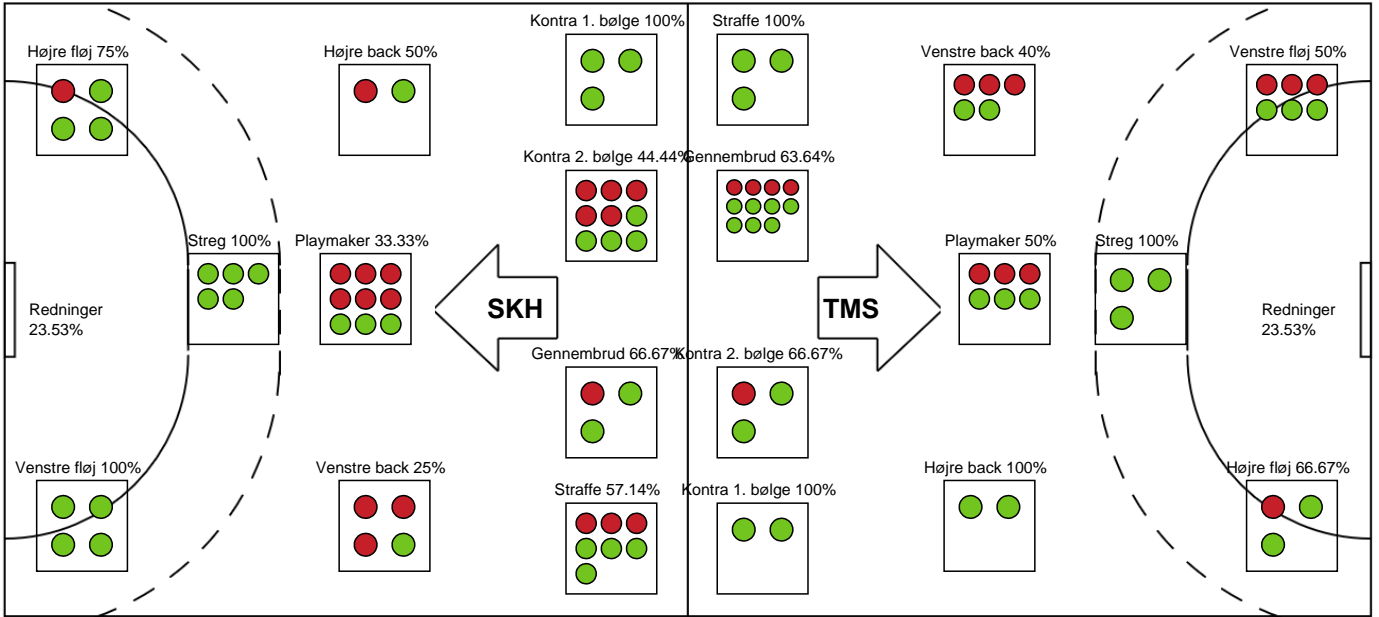 Kontra 1. bølge 100%
Straffe 100%
Højre fløj 75%
Højre back 50%
Venstre back 40%
Venstre fløj 50%
Kontra 2. bølge 44.44%
Gennembrud 63.64%
Streg 100%
Playmaker 33.33%
Playmaker 50%
Streg 100%
Redninger
23.53%
SKH
TMS
Redninger
23.53%
Gennembrud 66.67%
Kontra 2. bølge 66.67%
Venstre fløj 100%
Venstre back 25%
Højre back 100%
Højre fløj 66.67%
Straffe 57.14%
Kontra 1. bølge 100%